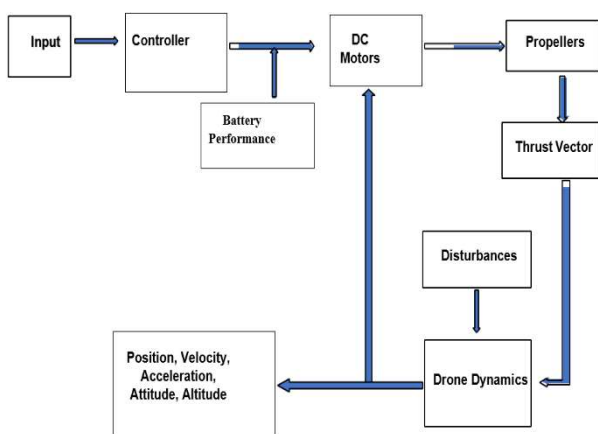 Input
Controller
DC
Motors
Propellers
Battery
Performance
Thrust Vector
Disturbances
Position, Velocity,
Acceleration,
Attitude, Altitude
Drone Dynamics